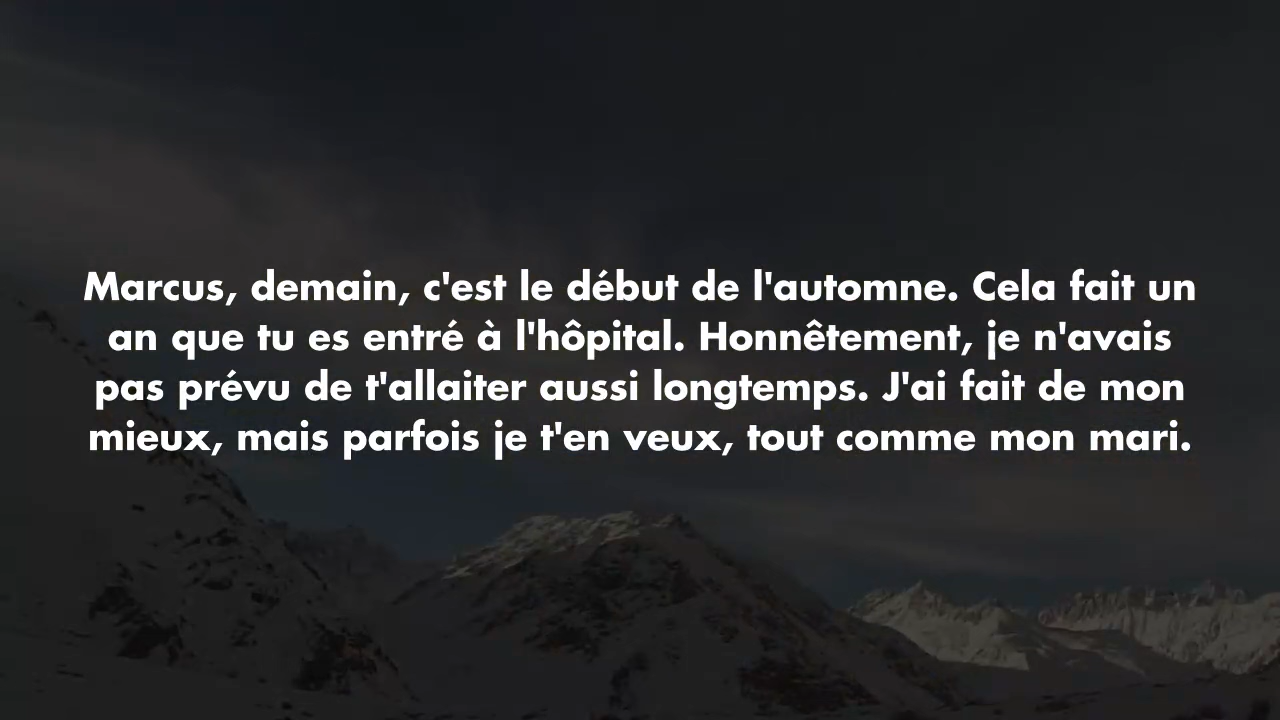 Marcus, demain, c'est le début de l'automne. Cela fait un
an que tu es entré à l'hôpital. Honnêtement, je n'avais
pas prévu de t'allaiter aussi longtemps. J'ai fait de mon
mieux, mais parfois je t'en veux, tout comme mon mari.